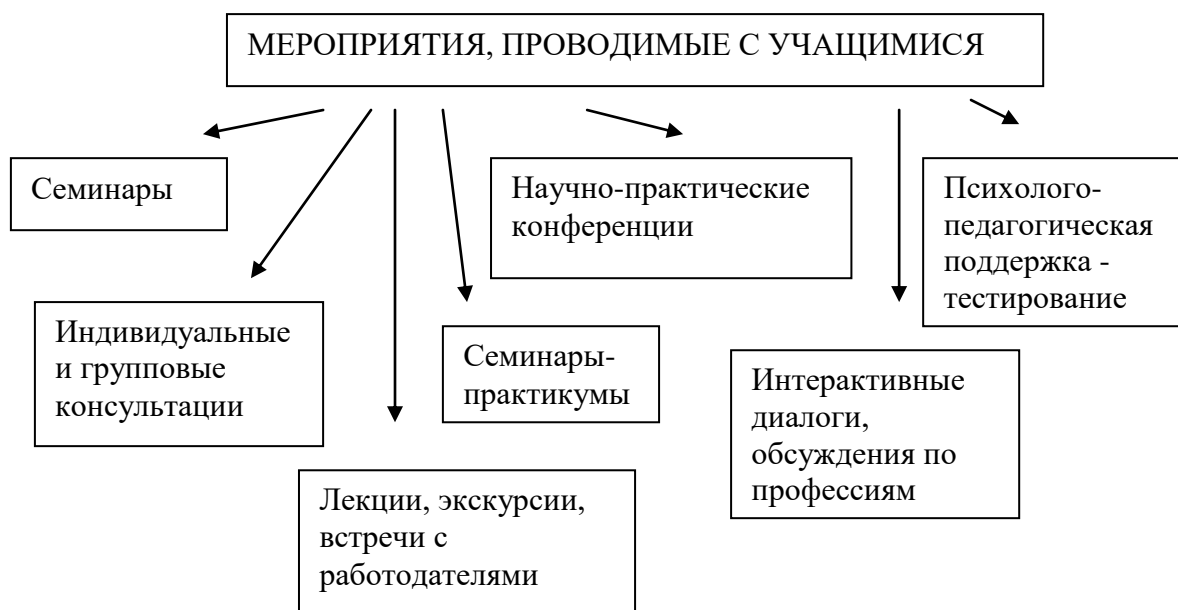 МЕРОПРИЯТИЯ, ПРОВОДИМЫЕ С УЧАЩИМИСЯ
Семинары
Научно-практические
конференции
Психолого-
педагогическая
поддержка -
тестирование
Индивидуальные
и групповые
консультации
Семинары-
практикумы
Интерактивные
диалоги,
обсуждения по
профессиям
Лекции, экскурсии,
встречи с
работодателями